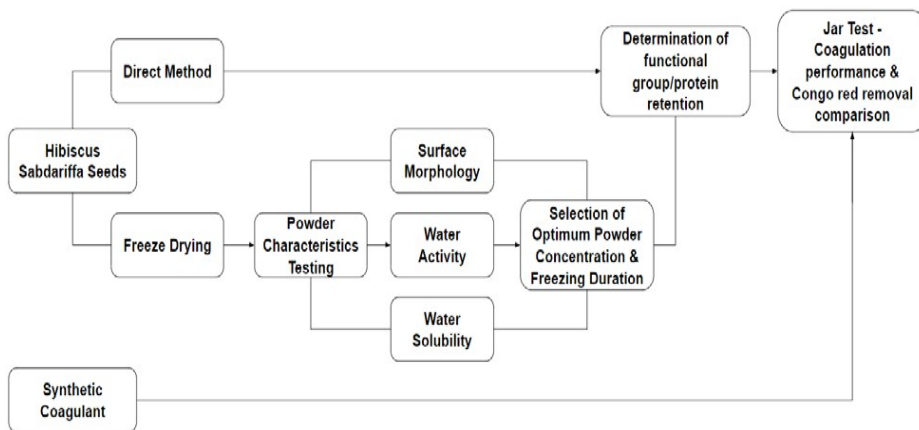 Direct Method
Determination of
functional
group/protein
retention
Jar Test -
Coagulation
performance &
Congo red removal
comparison
Hibiscus
Sabdariffa Seeds
Surface
Morphology
Freeze Drying
Powder
Characteristics
Testing
Water
Activity
Selection of
Optimum Powder
Concentration &
Freezing Duration
Water
Solubility
Synthetic
Coagulant